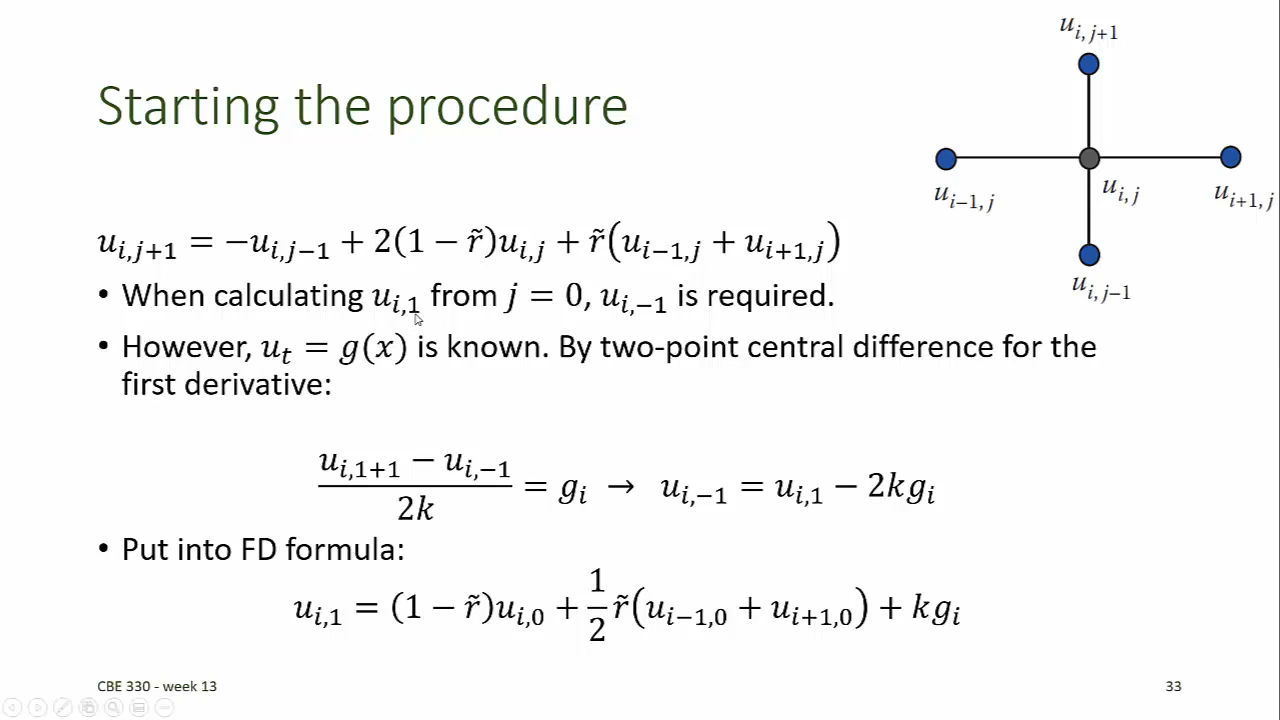 u_{i,j+1}
Starting the procedure
u_{i−1,j}
u_{i,j}
u_{i+1,j}
u_{i,j+1} = −u_{i,j−1} + 2(1 − r̃)u_{i,j} + r̃(u_{i−1,j} + u_{i+1,j})
u_{i,j−1}
• When calculating u_{i,1} from j = 0, u_{i,−1} is required.
• However, u_t = g(x) is known. By two-point central difference for the
first derivative:
\frac{u_{i,1+1} − u_{i,−1}}{2k} = g_i → u_{i,−1} = u_{i,1} − 2kg_i
• Put into FD formula:
u_{i,1} = (1 − r̃)u_{i,0} + \frac{1}{2}r̃(u_{i−1,0} + u_{i+1,0}) + kg_i
CBE 330 - week 13
33